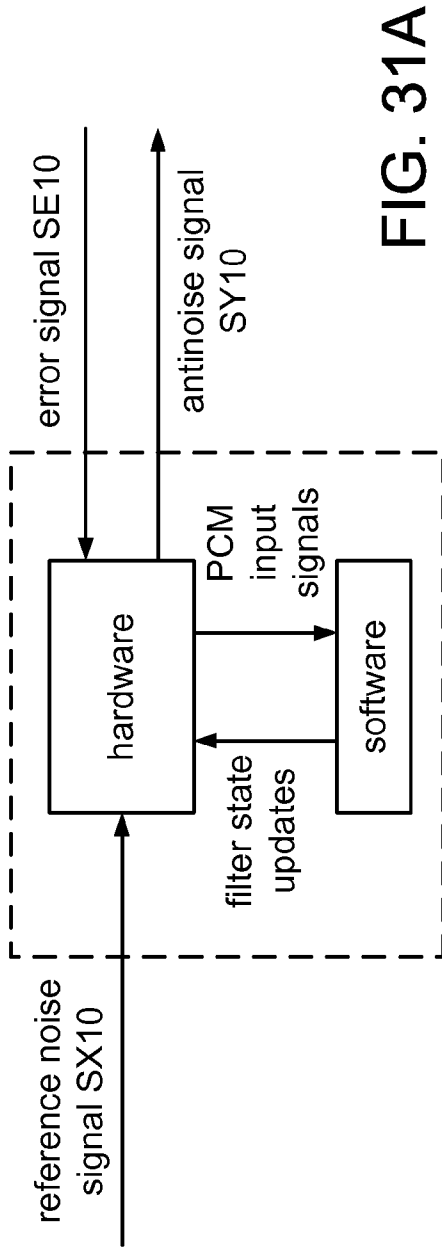 reference noise
signal SX10
hardware
error signal SE10
antinoise signal
SY10
filter state
updates
PCM
input
signals
software
FIG. 31A